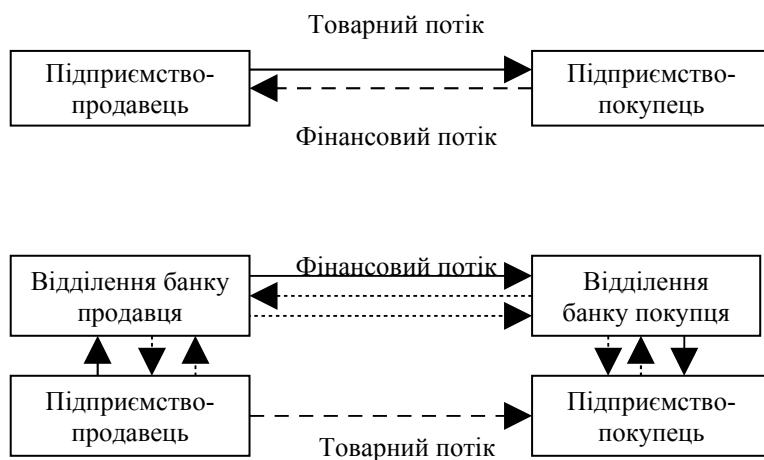 Товарний потік
Підприємство-
продавець
Підприємство-
покупець
Фінансовий потік
Відділення банку
продавця
Фінансовий потік
Відділення
банку покупця
Підприємство-
продавець
Підприємство-
покупець
Товарний потік